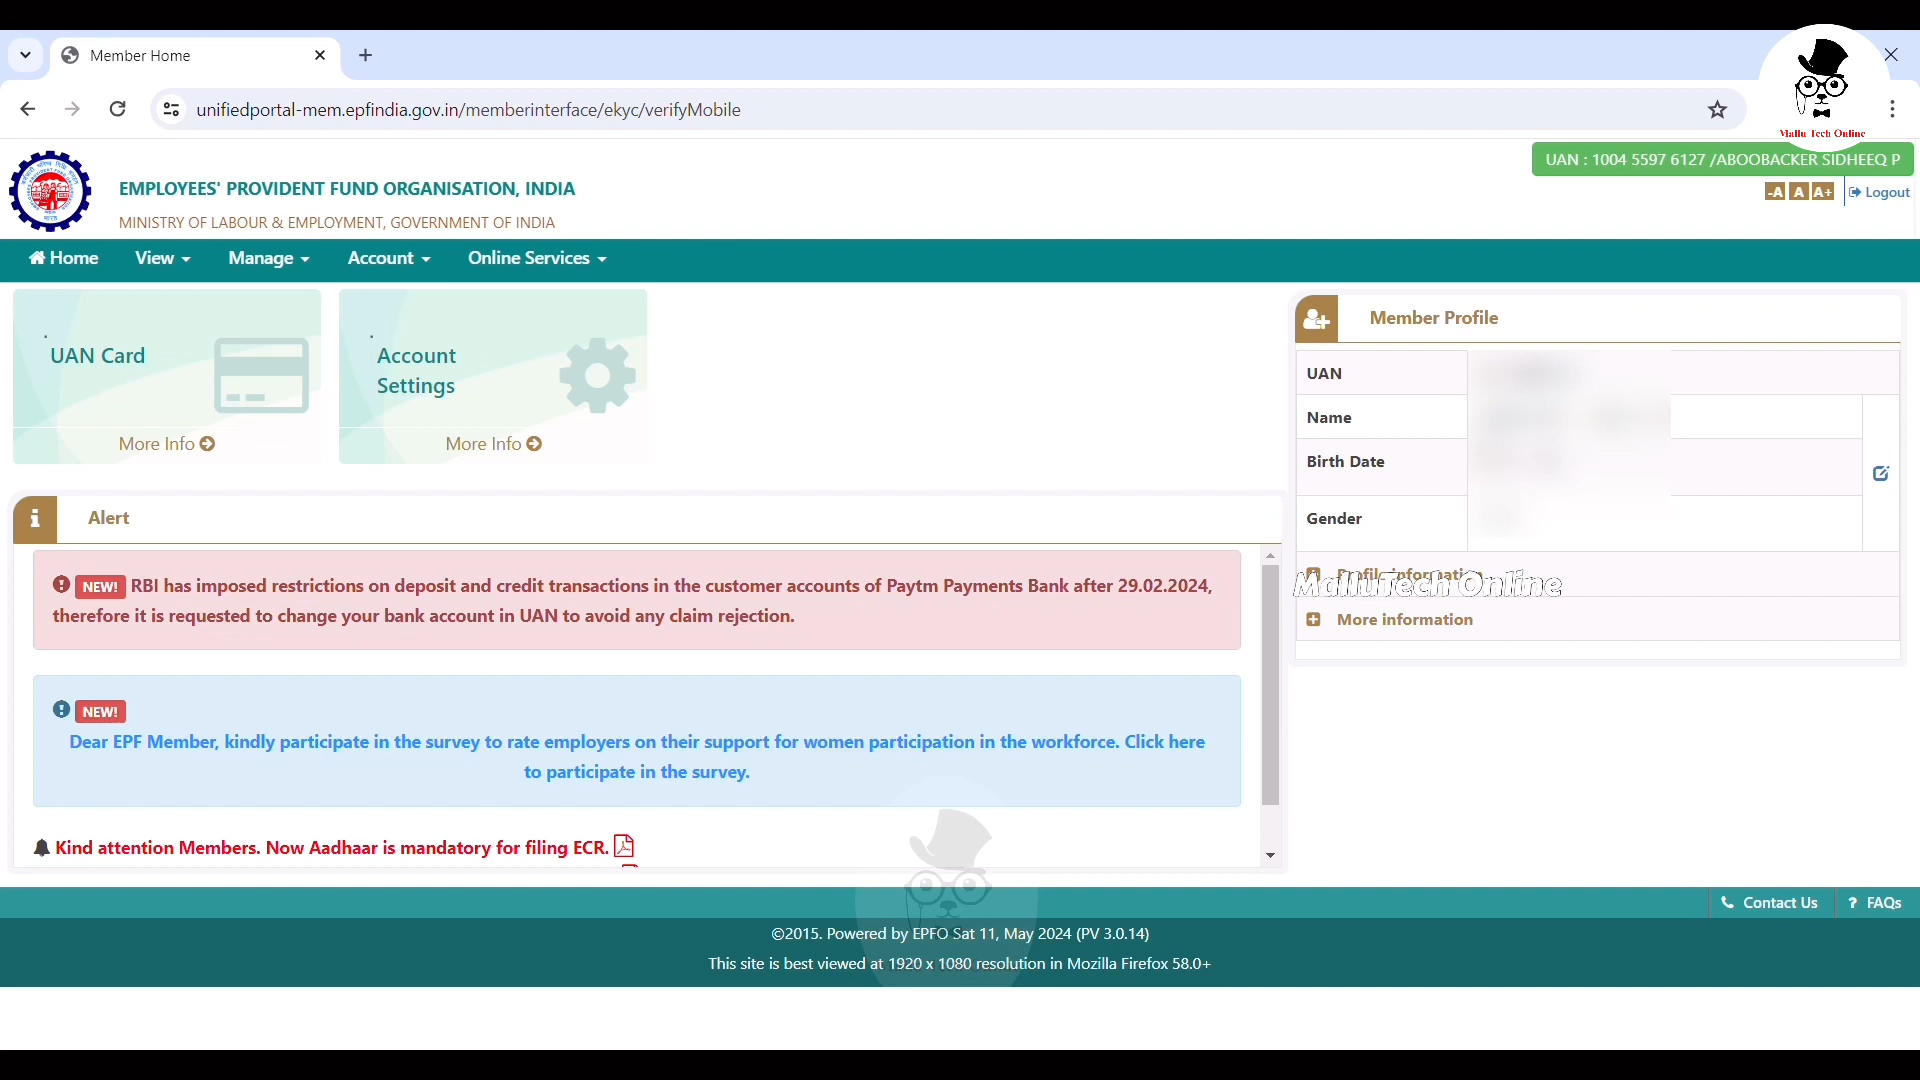 Member Home
unifiedportal-mem.epfindia.gov.in/memberinterface/ekyc/verifyMobile
Mallu Tech Online
UAN : 1004 5597 6127 /ABOOBACKER SIDHEEQ P
EMPLOYEES' PROVIDENT FUND ORGANISATION, INDIA
-A A A+ Logout
MINISTRY OF LABOUR & EMPLOYMENT, GOVERNMENT OF INDIA
Home View Manage Account Online Services
UAN Card
More Info
Account
Settings
More Info
Member Profile
UAN
Name
Birth Date
Gender
Profile information
MalluTech Online
More information
Alert
NEW! RBI has imposed restrictions on deposit and credit transactions in the customer accounts of Paytm Payments Bank after 29.02.2024,
therefore it is requested to change your bank account in UAN to avoid any claim rejection.
NEW!
Dear EPF Member, kindly participate in the survey to rate employers on their support for women participation in the workforce. Click here
to participate in the survey.
Kind attention Members. Now Aadhaar is mandatory for filing ECR.
Contact Us ? FAQs
©2015. Powered by EPFO Sat 11, May 2024 (PV 3.0.14)
This site is best viewed at 1920 x 1080 resolution in Mozilla Firefox 58.0+